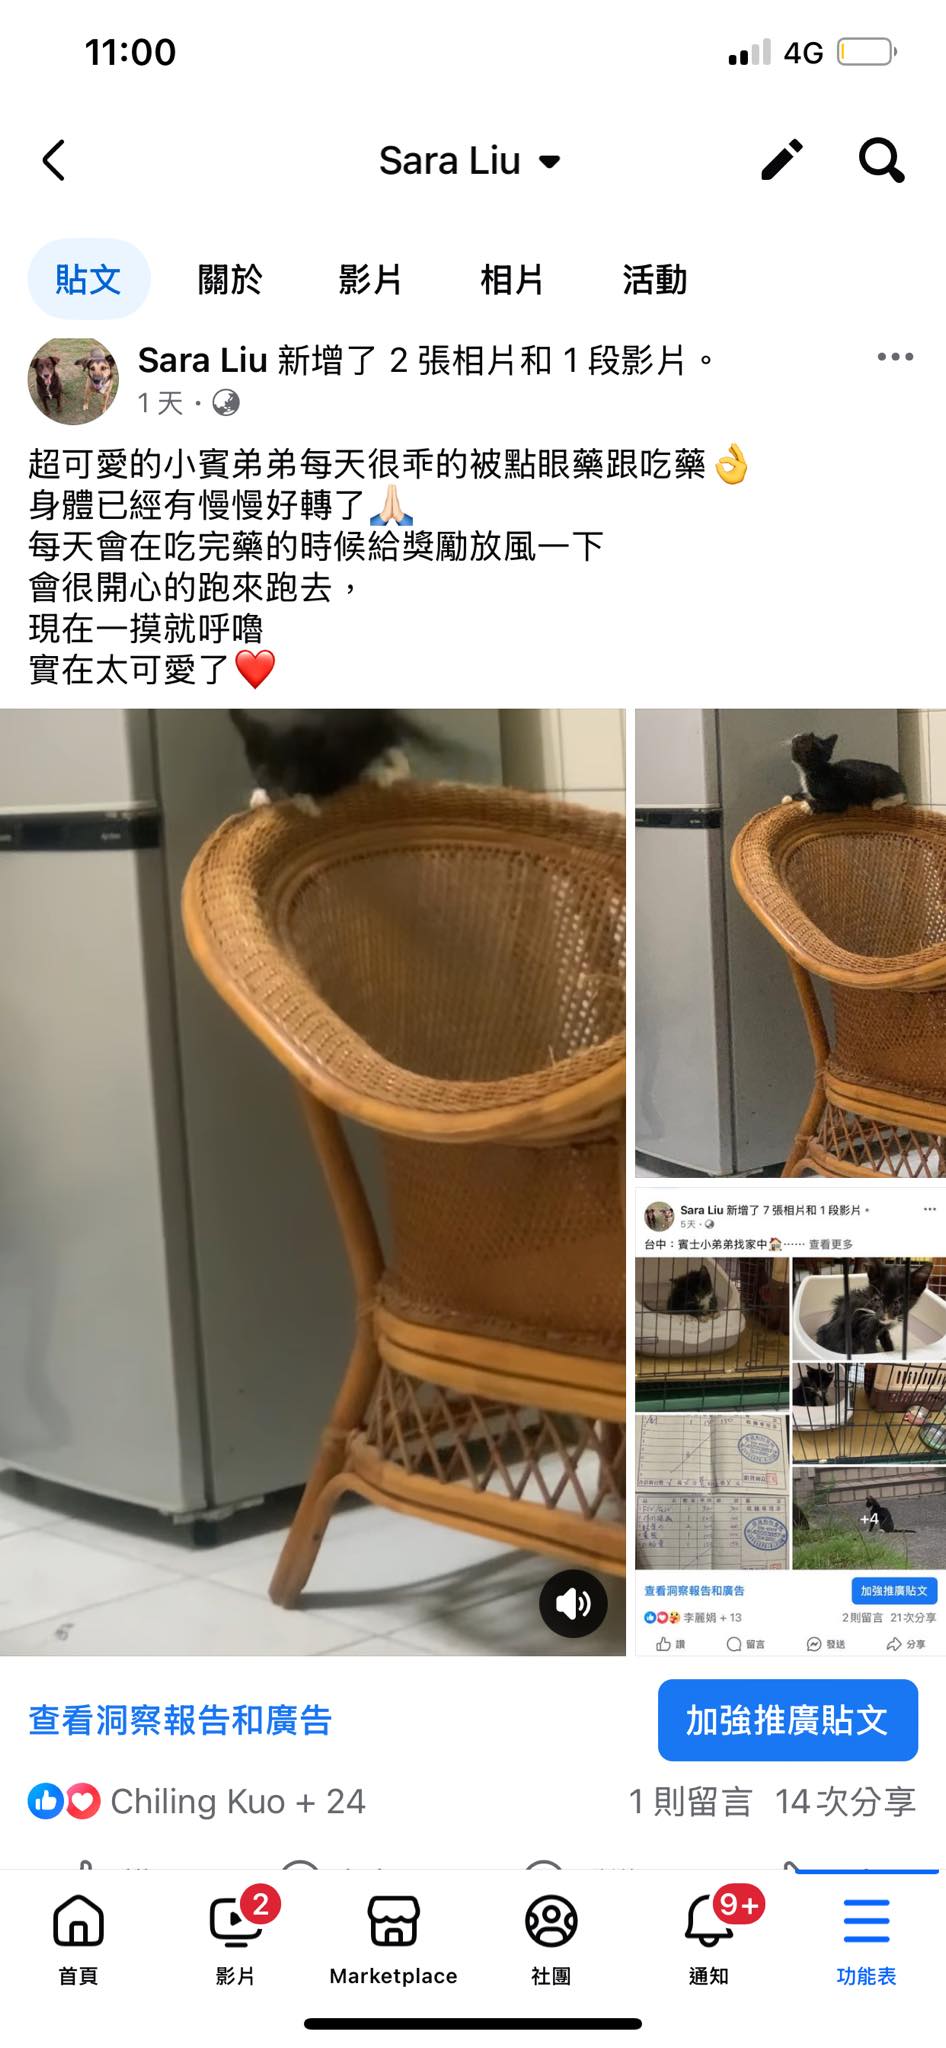 11:00
4G
Sara Liu
貼文 關於 影片 相片 活動
Sara Liu 新增了 2 張相片和 1 段影片。
1 天
超可愛的小賓弟弟每天很乖的被點眼藥跟吃藥👌
身體已經有慢慢好轉了🙏🏻
每天會在吃完藥的時候給獎勵放風一下
會很開心的跑來跑去，
現在一摸就呼嚕
實在太可愛了❤️
Sara Liu 新增了 7 張相片和 1 段影片。
5天
台中：賓士小弟弟找家中🏠⋯⋯ 查看更多
+4
查看洞察報告和廣告 加強推廣貼文
李麗娟 + 13 2則留言 21次分享
讚 留言 發送 分享
查看洞察報告和廣告 加強推廣貼文
Chiling Kuo + 24 1 則留言 14次分享
2 9+
首頁 影片 Marketplace 社團 通知 功能表